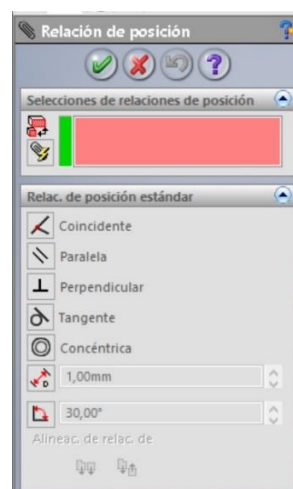 Relación de posición
Selecciones de relaciones de posición
Relac. de posición estándar
Coincidente
Paralela
Perpendicular
Tangente
Concéntrica
1,00mm
30,00°
Alineac. de relac. de